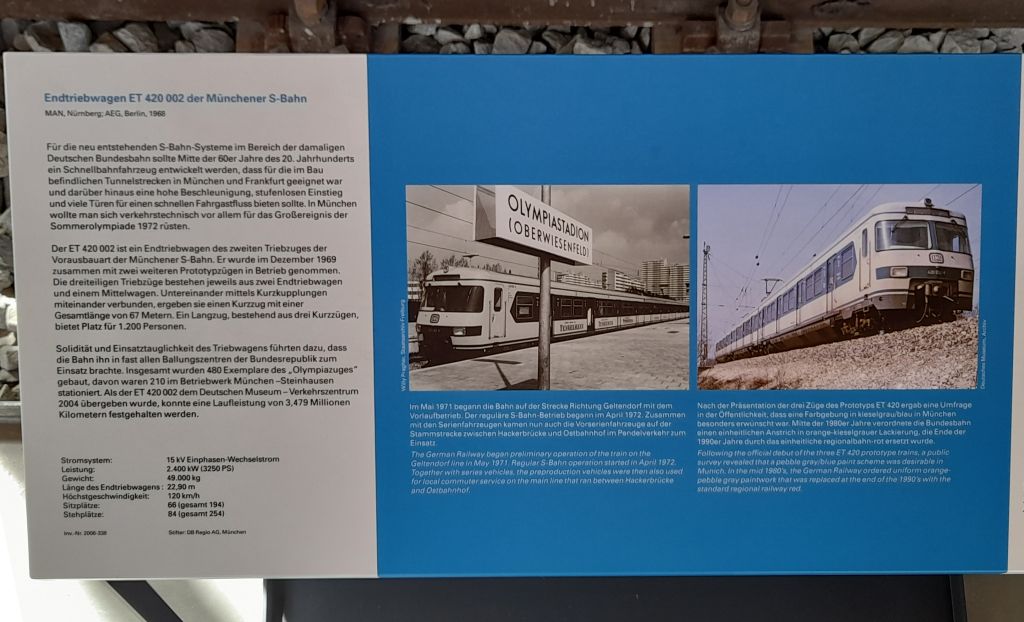 Endtriebwagen ET 420 002 der Münchener S-Bahn
MAN, Nürnberg; AEG, Berlin, 1968
Für die neu entstehenden S-Bahn-Systeme im Bereich der damaligen
Deutschen Bundesbahn sollte Mitte der 60er Jahre des 20. Jahrhunderts
ein Schnellbahnfahrzeug entwickelt werden, dass für die im Bau
befindlichen Tunnelstrecken in München und Frankfurt geeignet war
und darüber hinaus eine hohe Beschleunigung, stufenlosen Einstieg
und viele Türen für einen schnellen Fahrgastfluss bieten sollte. In München
wollte man sich verkehrstechnisch vor allem für das Großereignis der
Sommerolympiade 1972 rüsten.
Der ET 420 002 ist ein Endtriebwagen des zweiten Triebzuges der
Vorausbauart der Münchener S-Bahn. Er wurde im Dezember 1969
zusammen mit zwei weiteren Prototypzügen in Betrieb genommen.
Die dreiteiligen Triebzüge bestehen jeweils aus zwei Endtriebwagen
und einem Mittelwagen. Untereinander mittels Kurzkupplungen
miteinander verbunden, ergeben sie einen Kurzzug mit einer
Gesamtlänge von 67 Metern. Ein Langzug, bestehend aus drei Kurzzügen,
bietet Platz für 1.200 Personen.
Solidität und Einsatztauglichkeit des Triebwagens führten dazu, dass
die Bahn ihn in fast allen Ballungszentren der Bundesrepublik zum
Einsatz brachte. Insgesamt wurden 480 Exemplare des „Olympiazuges"
gebaut, davon waren 210 im Betriebwerk München –Steinhausen
stationiert. Als der ET 420 002 dem Deutschen Museum – Verkehrszentrum
2004 übergeben wurde, konnte eine Laufleistung von 3,479 Millionen
Kilometern festgehalten werden.
Stromsystem: 15 kV Einphasen-Wechselstrom
Leistung: 2.400 kW (3250 PS)
Gewicht: 49.000 kg
Länge des Endtriebwagens : 22,90 m
Höchstgeschwindigkeit: 120 km/h
Sitzplätze: 66 (gesamt 194)
Stehplätze: 84 (gesamt 254)
Inv.-Nr. 2006-338 Stifter: DB Regio AG, München
OLYMPIASTADION
(OBERWIESENFELD)
Willy Pragher, Staatsarchiv Freiburg
Im Mai 1971 begann die Bahn auf der Strecke Richtung Geltendorf mit dem
Vorlaufbetrieb. Der reguläre S-Bahn-Betrieb begann im April 1972. Zusammen
mit den Serienfahrzeugen kamen nun auch die Vorserienfahrzeuge auf der
Stammstrecke zwischen Hackerbrücke und Ostbahnhof im Pendelverkehr zum
Einsatz.
The German Railway began preliminary operation of the train on the
Geltendorf line in May 1971. Regular S-Bahn operation started in April 1972.
Together with series vehicles, the preproduction vehicles were then also used
for local commuter service on the main line that ran between Hackerbrücke
and Ostbahnhof.
Deutsches Museum, Archiv
Nach der Präsentation der drei Züge des Prototyps ET 420 ergab eine Umfrage
in der Öffentlichkeit, dass eine Farbgebung in kieselgrau/blau in München
besonders erwünscht war. Mitte der 1980er Jahre verordnete die Bundesbahn
einen einheitlichen Anstrich in orange-kieselgrauer Lackierung, die Ende der
1990er Jahre durch das einheitliche regionalbahn-rot ersetzt wurde.
Following the official debut of the three ET 420 prototype trains, a public
survey revealed that a pebble gray/blue paint scheme was desirable in
Munich. In the mid 1980's, the German Railway ordered uniform orange-
pebble gray paintwork that was replaced at the end of the 1990's with the
standard regional railway red.